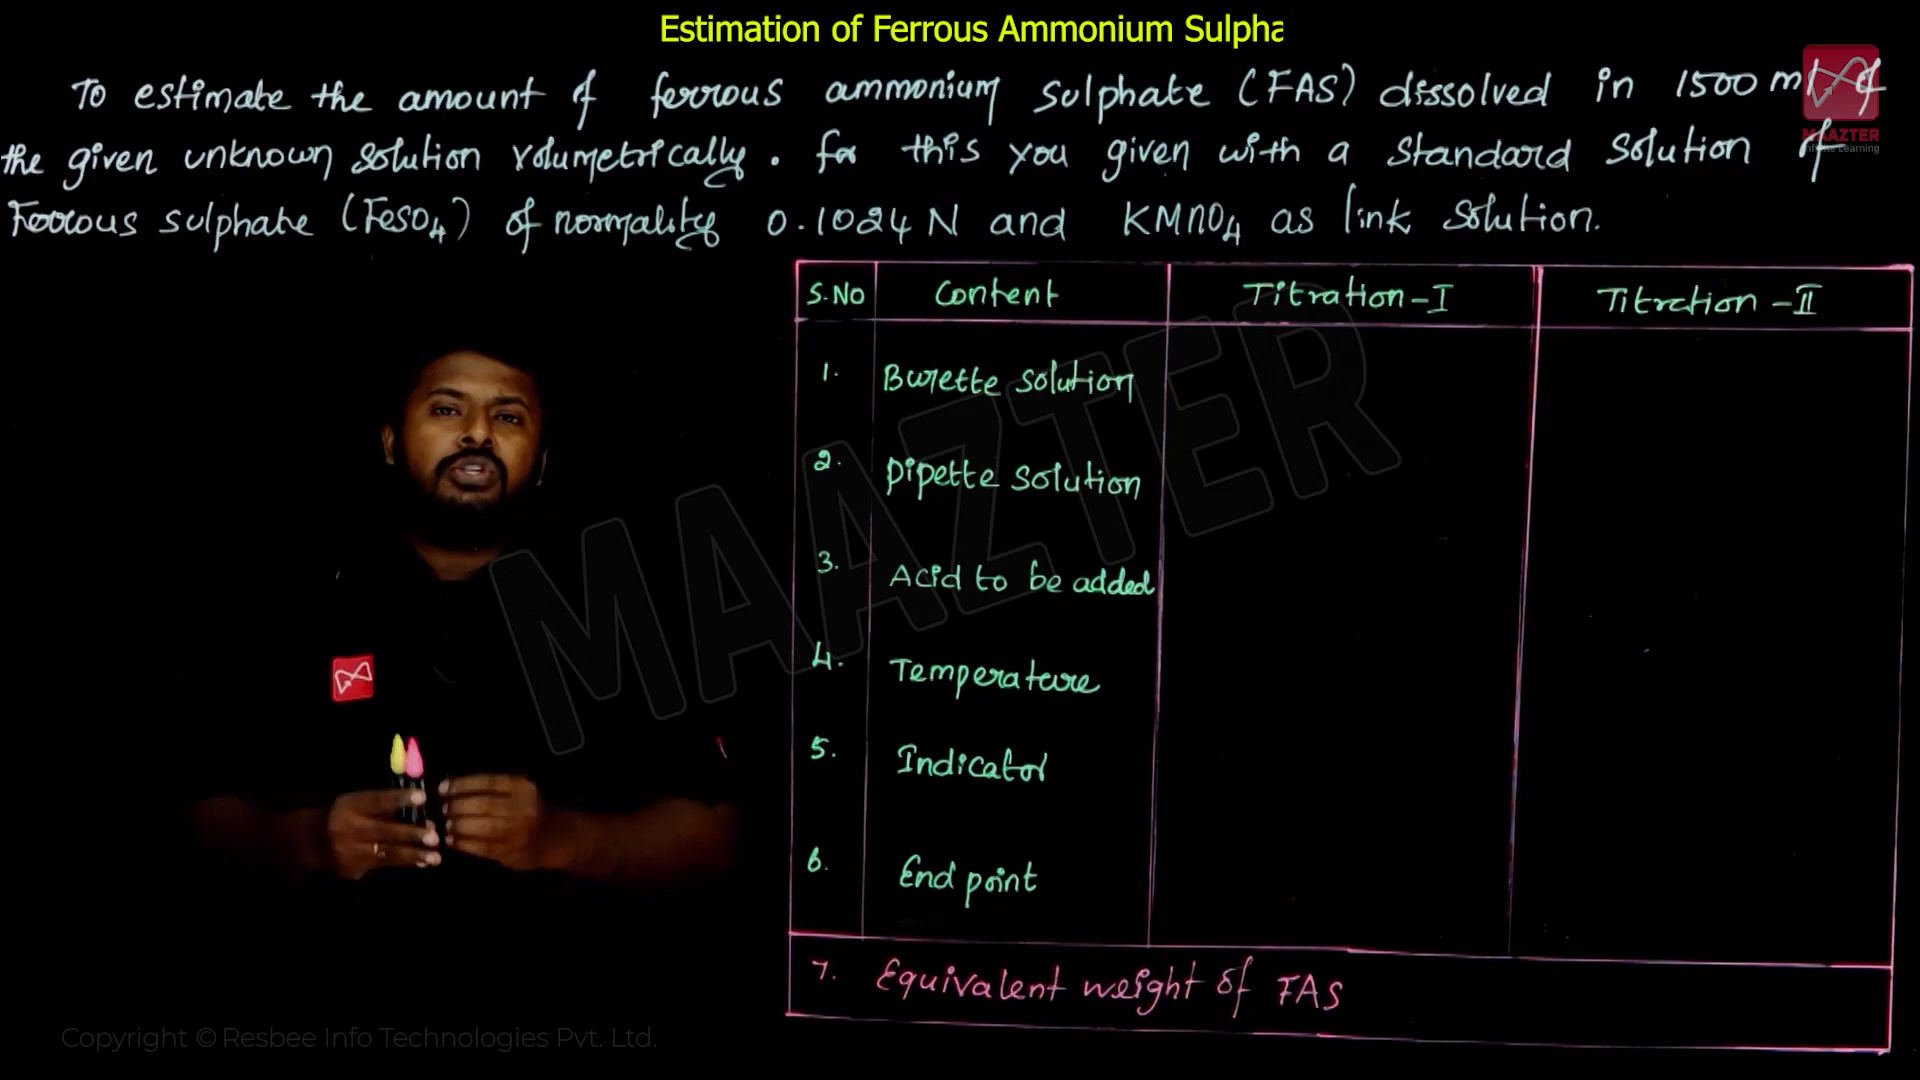 Estimation of Ferrous Ammonium Sulpha
To estimate the amount of ferrous ammonium sulphate (FAS) dissolved in 1500 ml of
the given unknown solution volumetrically. for this you given with a standard solution of
Ferrous sulphate (FeSO4) of normality 0.1024 N and KMnO4 as link solution.
MAAZTER
S.No Content Titration-I Titration-II
1. Burette solution
2. Pipette solution
3. Acid to be added
4. Temperature
5. Indicator
6. End point
7. Equivalent weight of FAS
MAAZTER
Copyright © Resbee Info Technologies Pvt. Ltd.